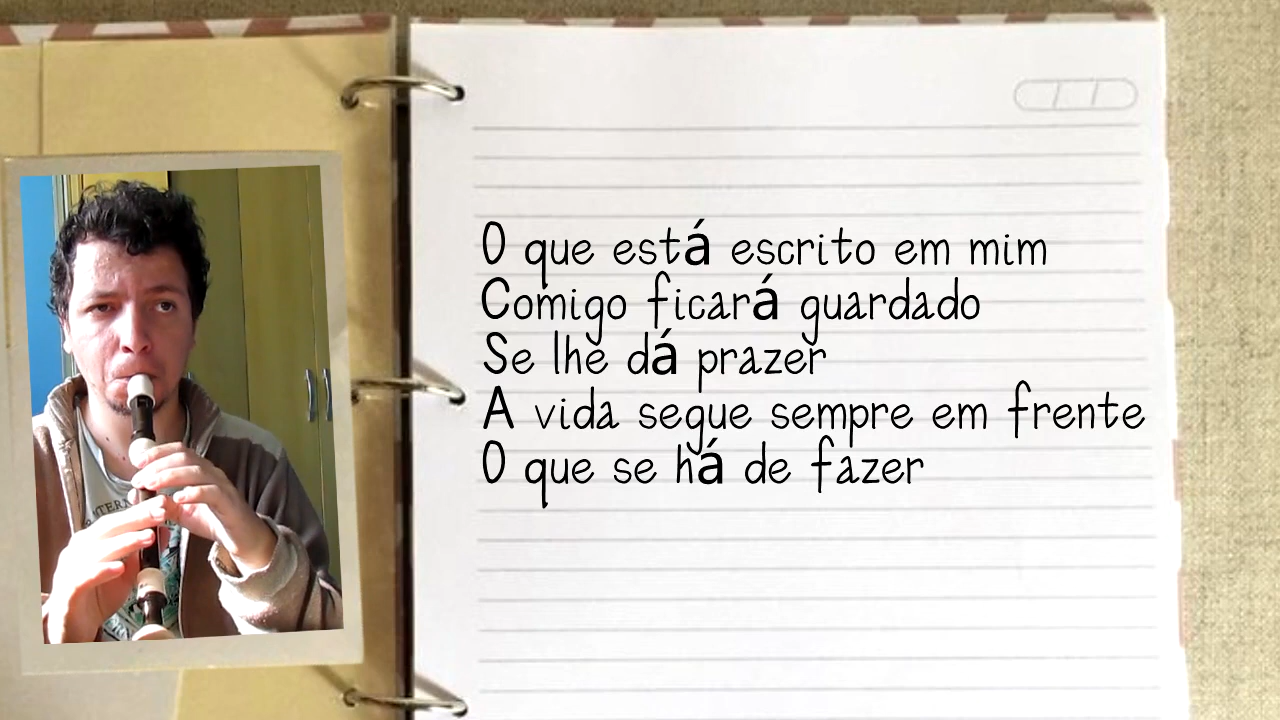 O que está escrito em mim
Comigo ficará guardado
Se lhe dá prazer
A vida segue sempre em frente
O que se há de fazer